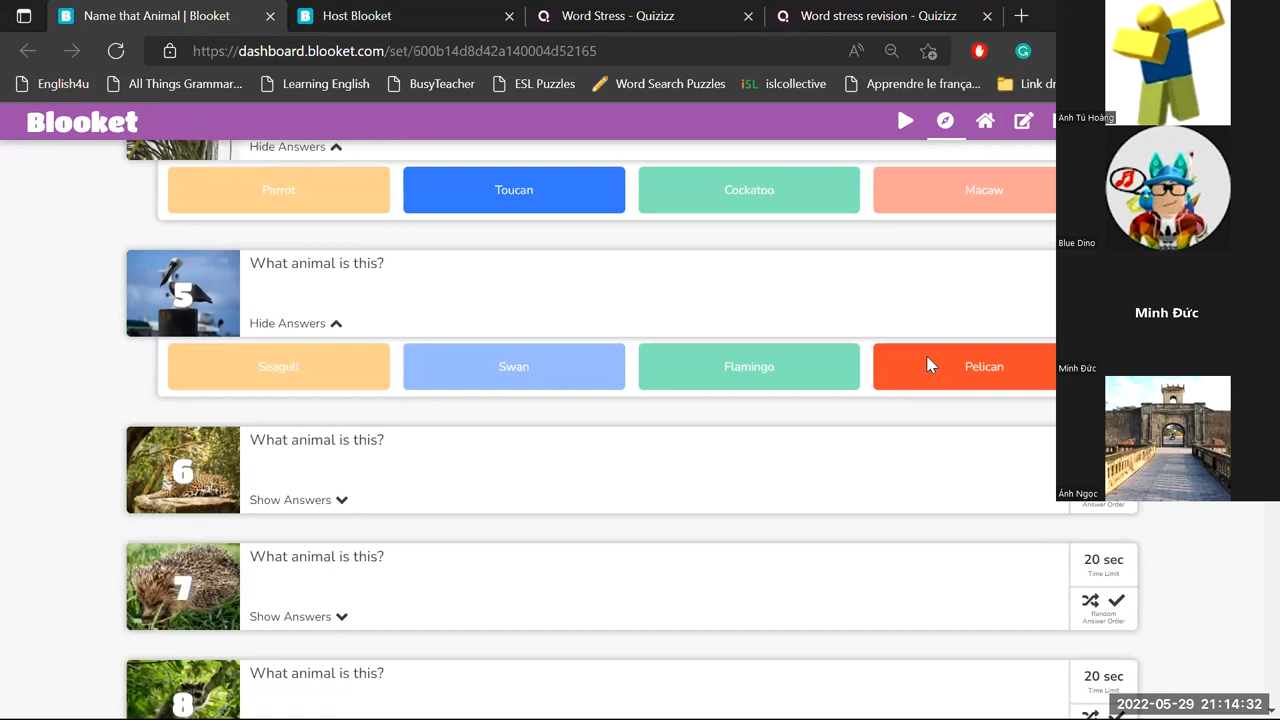 Name that Animal | Blooket
Host Blooket
Word Stress - Quizizz
Word stress revision - Quizizz
https://dashboard.blooket.com/set/600b14d8d42a140004d52165
English4u
All Things Grammar...
Learning English
Busy
ESL Puzzles
Word Search Puzzles
iSL
islcollective
Apprendre le frança...
Link dr
Blooket
Hide Answers
Parrot
Toucan
Cockatoo
Macaw
5
What animal is this?
Hide Answers
Seagull
Swan
Flamingo
Pelican
6
What animal is this?
Show Answers
Answer Order
7
What animal is this?
Show Answers
20 sec
Time Limit
Random
Answer Order
8
What animal is this?
20 sec
Time Limit
Anh Tú Hoàng
Blue Dino
Minh Đức
Minh Đức
Ánh Ngọc
2022-05-29 21:14:32